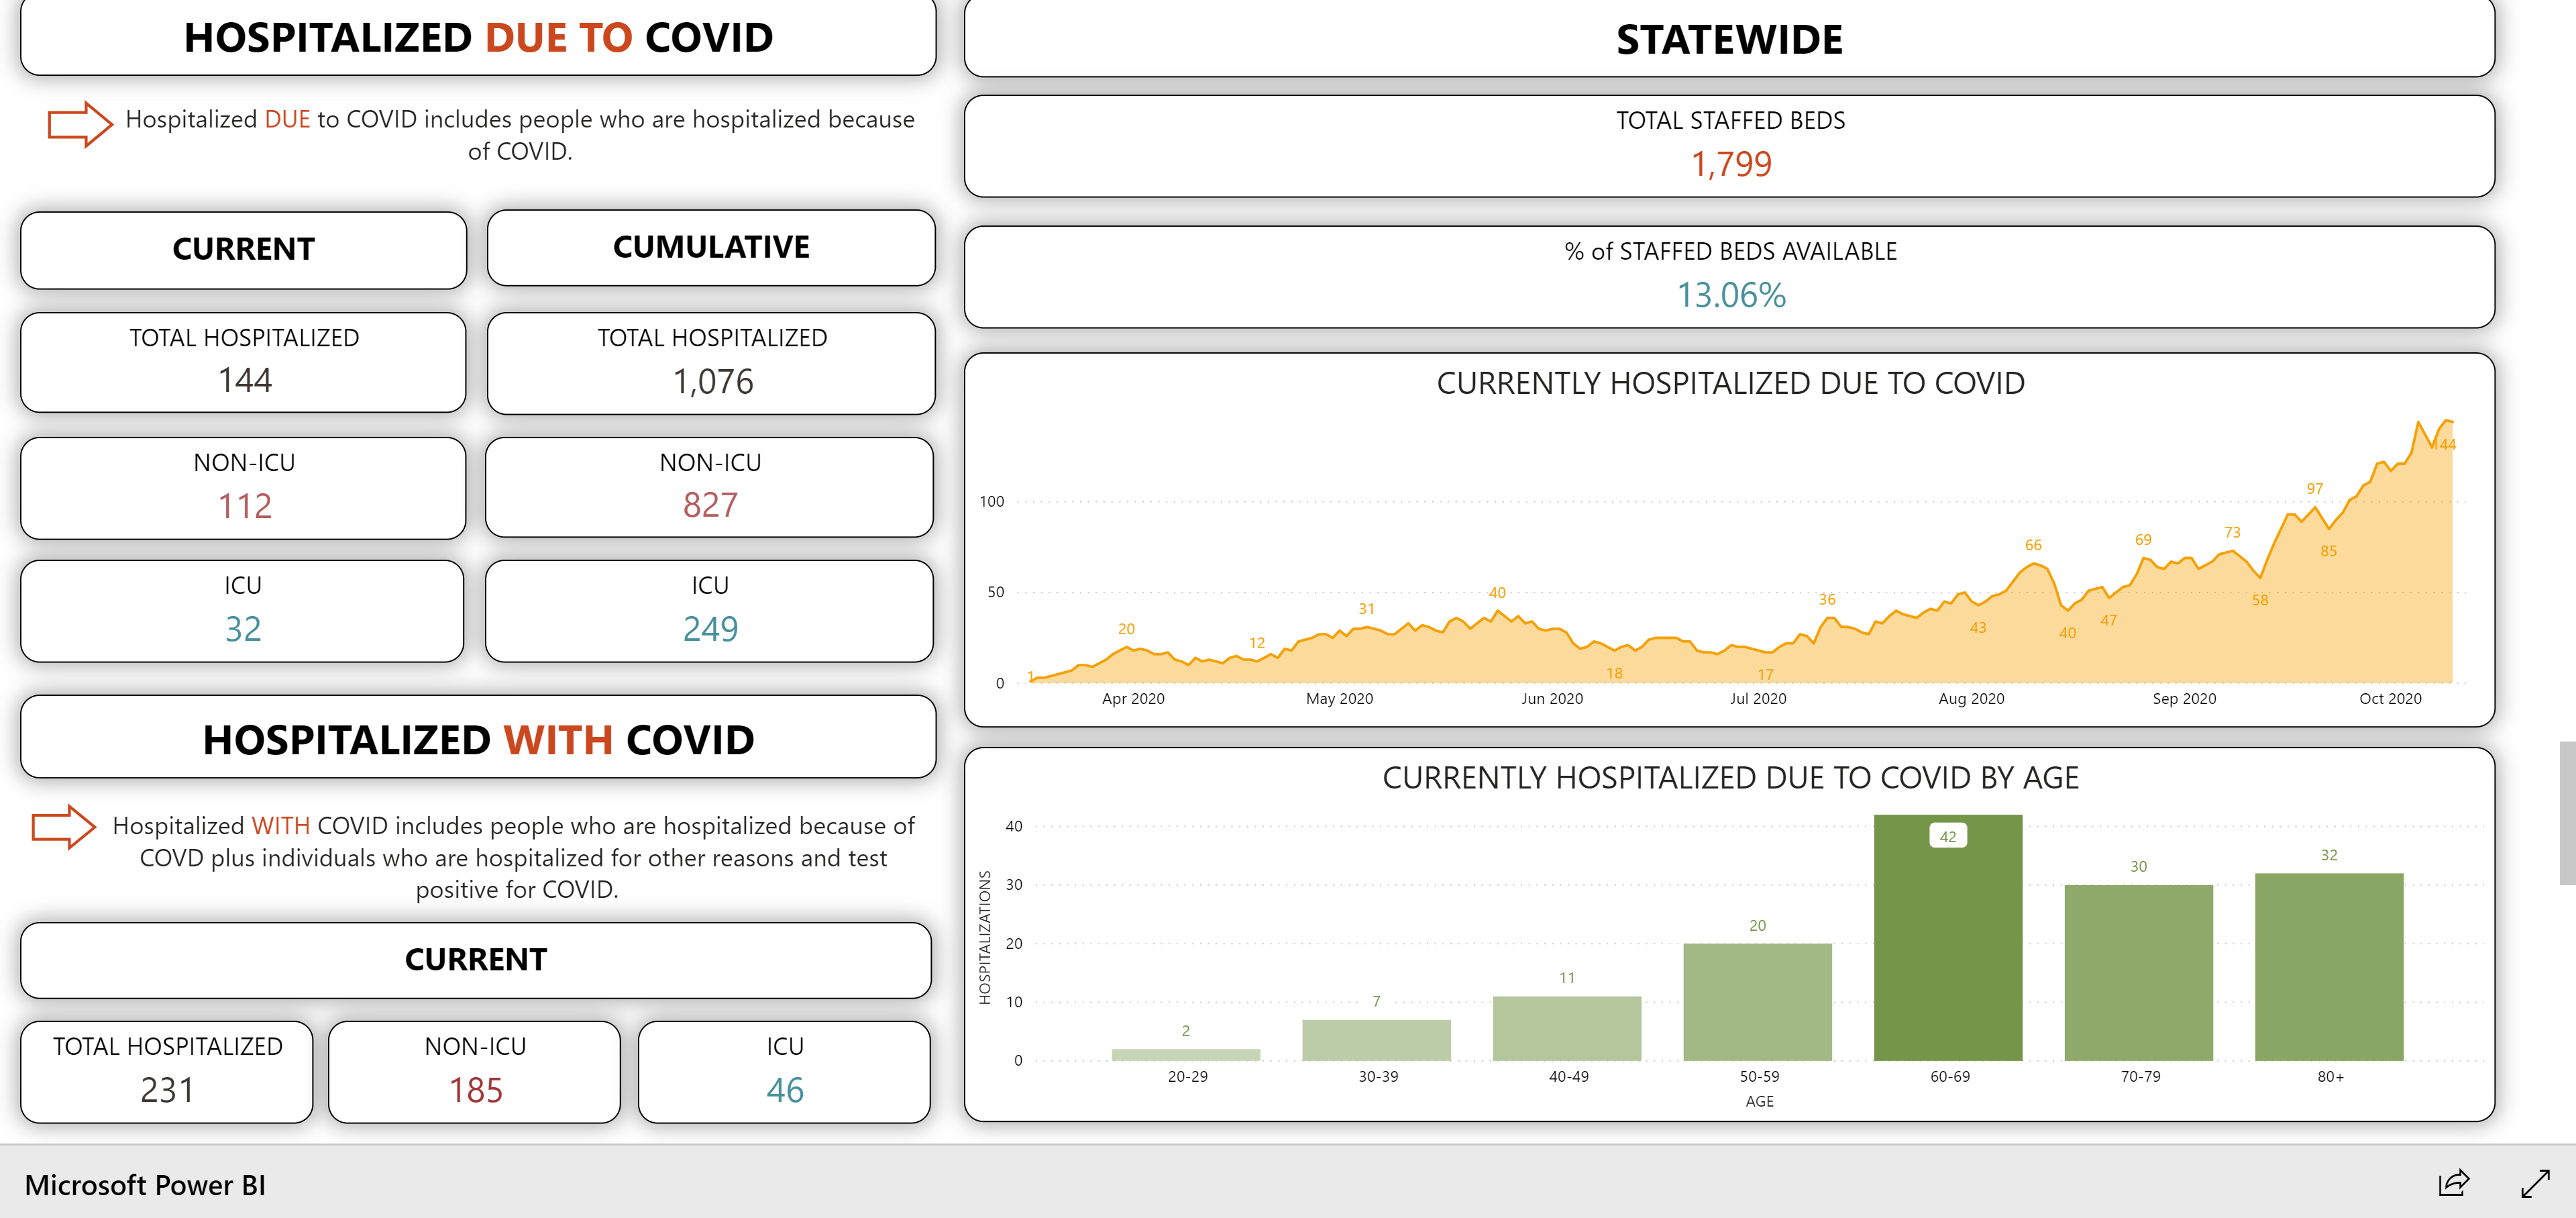 HOSPITALIZED DUE TO COVID
Hospitalized DUE to COVID includes people who are hospitalized because
of COVID.
CURRENT
CUMULATIVE
TOTAL HOSPITALIZED
144
TOTAL HOSPITALIZED
1,076
NON-ICU
112
NON-ICU
827
ICU
32
ICU
249
HOSPITALIZED WITH COVID
Hospitalized WITH COVID includes people who are hospitalized because of
COVD plus individuals who are hospitalized for other reasons and test
positive for COVID.
CURRENT
TOTAL HOSPITALIZED
231
NON-ICU
185
ICU
46
STATEWIDE
TOTAL STAFFED BEDS
1,799
% of STAFFED BEDS AVAILABLE
13.06%
CURRENTLY HOSPITALIZED DUE TO COVID
100
50
0
1
20
12
31
40
18
17
36
43
66
40
47
69
73
58
97
85
144
Apr 2020
May 2020
Jun 2020
Jul 2020
Aug 2020
Sep 2020
Oct 2020
CURRENTLY HOSPITALIZED DUE TO COVID BY AGE
HOSPITALIZATIONS
40
30
20
10
0
2
7
11
20
42
30
32
20-29
30-39
40-49
50-59
60-69
70-79
80+
AGE
Microsoft Power BI